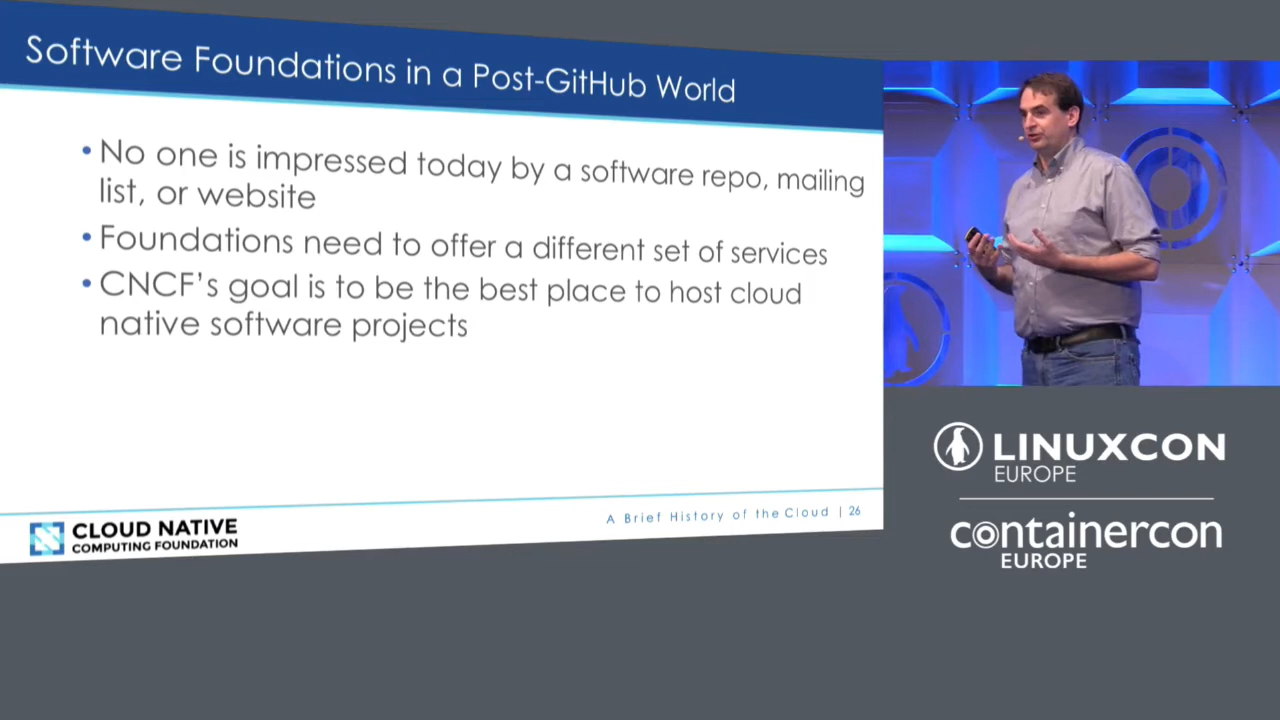 Software Foundations in a Post-GitHub World
• No one is impressed today by a software repo, mailing
list, or website
• Foundations need to offer a different set of services
• CNCF’s goal is to be the best place to host cloud
native software projects
CLOUD NATIVE
COMPUTING FOUNDATION
A Brief History of the Cloud | 26
LINUXCON
EUROPE
containercon
EUROPE